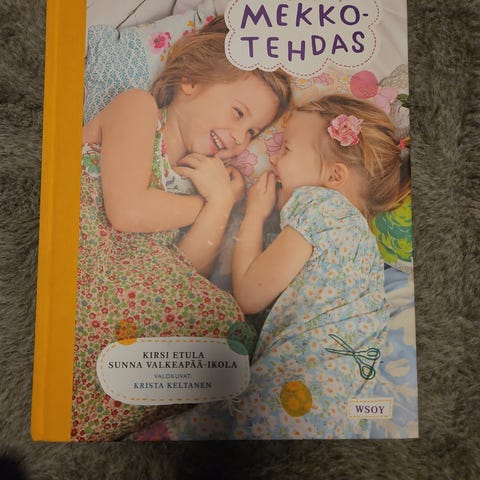 MEKKO-
TEHDAS
KIRSI ETULA
SUNNA VALKEAPÄÄ-IKOLA
VALOKUVAT:
KRISTA KELTANEN
WSOY